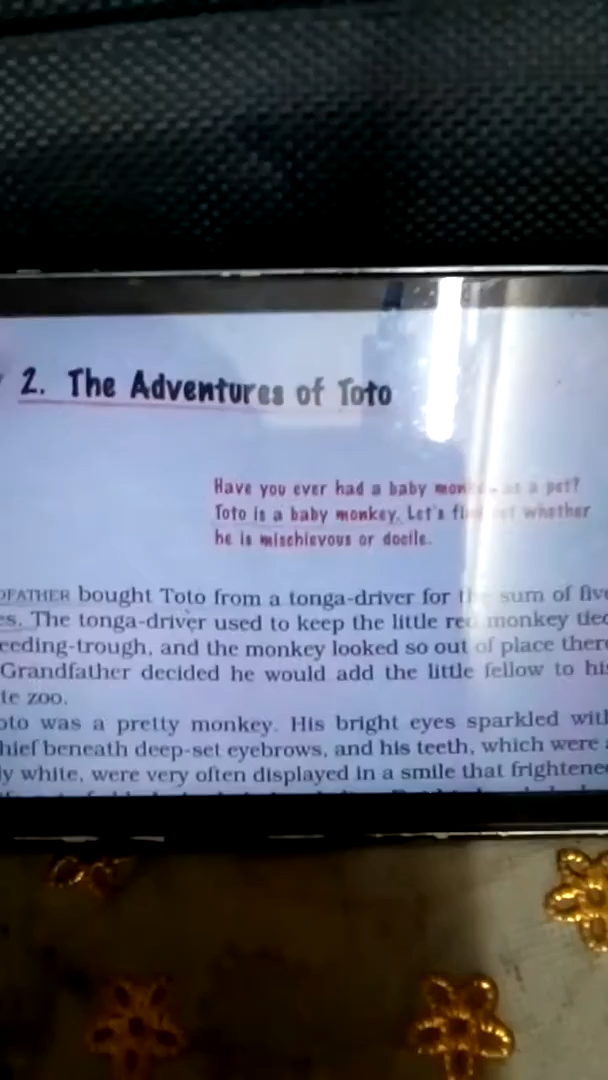 2. The Adventures of Toto
Have you ever had a baby a pet?
Toto is a baby monkey. Let's whether
he is mischievous or docile.
bought Toto from a tonga-driver for sum of five
The tonga-driver used to keep the little monkey tied
and the monkey looked so out of place there
Grandfather decided he would add the little fellow to his
zoo.
was a pretty monkey. His bright eyes sparkled with
beneath deep-set eyebrows, and his teeth, which were a
white, were very often displayed in a smile that frightened